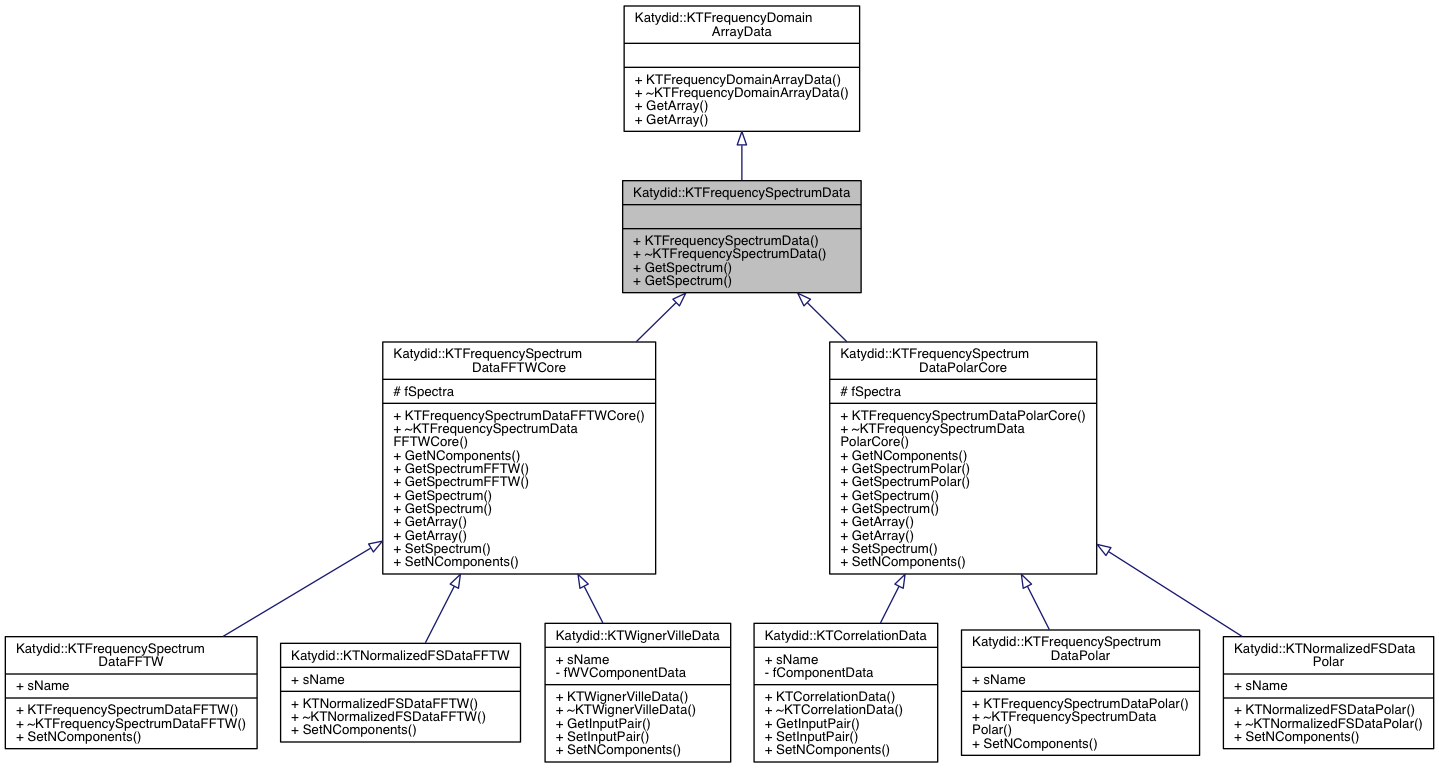 Katydid::KTFrequencyDomain
ArrayData
+ KTFrequencyDomainArrayData()
+ ~KTFrequencyDomainArrayData()
+ GetArray()
+ GetArray()
Katydid::KTFrequencySpectrumData
+ KTFrequencySpectrumData()
+ ~KTFrequencySpectrumData()
+ GetSpectrum()
+ GetSpectrum()
Katydid::KTFrequencySpectrum
DataFFTWCore
# fSpectra
+ KTFrequencySpectrumDataFFTWCore()
+ ~KTFrequencySpectrumData
FFTWCore()
+ GetNComponents()
+ GetSpectrumFFTW()
+ GetSpectrumFFTW()
+ GetSpectrum()
+ GetSpectrum()
+ GetArray()
+ GetArray()
+ SetSpectrum()
+ SetNComponents()
Katydid::KTFrequencySpectrum
DataPolarCore
# fSpectra
+ KTFrequencySpectrumDataPolarCore()
+ ~KTFrequencySpectrumData
PolarCore()
+ GetNComponents()
+ GetSpectrumPolar()
+ GetSpectrumPolar()
+ GetSpectrum()
+ GetSpectrum()
+ GetArray()
+ GetArray()
+ SetSpectrum()
+ SetNComponents()
Katydid::KTFrequencySpectrum
DataFFTW
+ sName
+ KTFrequencySpectrumDataFFTW()
+ ~KTFrequencySpectrumDataFFTW()
+ SetNComponents()
Katydid::KTNormalizedFSDataFFTW
+ sName
+ KTNormalizedFSDataFFTW()
+ ~KTNormalizedFSDataFFTW()
+ SetNComponents()
Katydid::KTWignerVilleData
+ sName
- fWVComponentData
+ KTWignerVilleData()
+ ~KTWignerVilleData()
+ GetInputPair()
+ SetInputPair()
+ SetNComponents()
Katydid::KTCorrelationData
+ sName
- fComponentData
+ KTCorrelationData()
+ ~KTCorrelationData()
+ GetInputPair()
+ SetInputPair()
+ SetNComponents()
Katydid::KTFrequencySpectrum
DataPolar
+ sName
+ KTFrequencySpectrumDataPolar()
+ ~KTFrequencySpectrumData
Polar()
+ SetNComponents()
Katydid::KTNormalizedFSData
Polar
+ sName
+ KTNormalizedFSDataPolar()
+ ~KTNormalizedFSDataPolar()
+ SetNComponents()